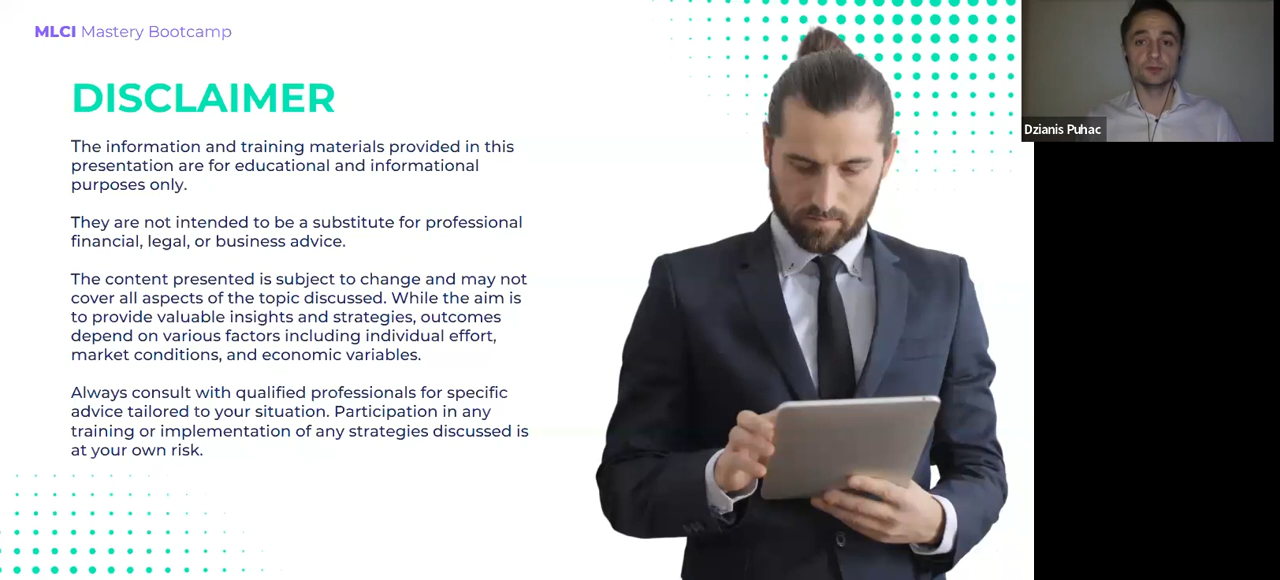 MLCI Mastery Bootcamp
DISCLAIMER
The information and training materials provided in this
presentation are for educational and informational
purposes only.
They are not intended to be a substitute for professional
financial, legal, or business advice.
The content presented is subject to change and may not
cover all aspects of the topic discussed. While the aim is
to provide valuable insights and strategies, outcomes
depend on various factors including individual effort,
market conditions, and economic variables.
Always consult with qualified professionals for specific
advice tailored to your situation. Participation in any
training or implementation of any strategies discussed is
at your own risk.
Dzianis Puhac